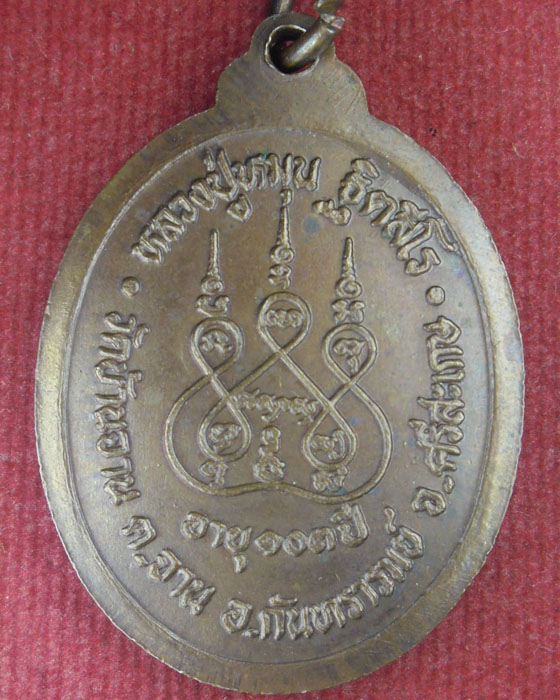 หลวงปู่หมุน ฐิตสีโร
อายุ ๑๐๓ ปี
• วัดบ้านจาน ต.จาน อ.กันทรารมย์ จ.ศรีสะเกษ •